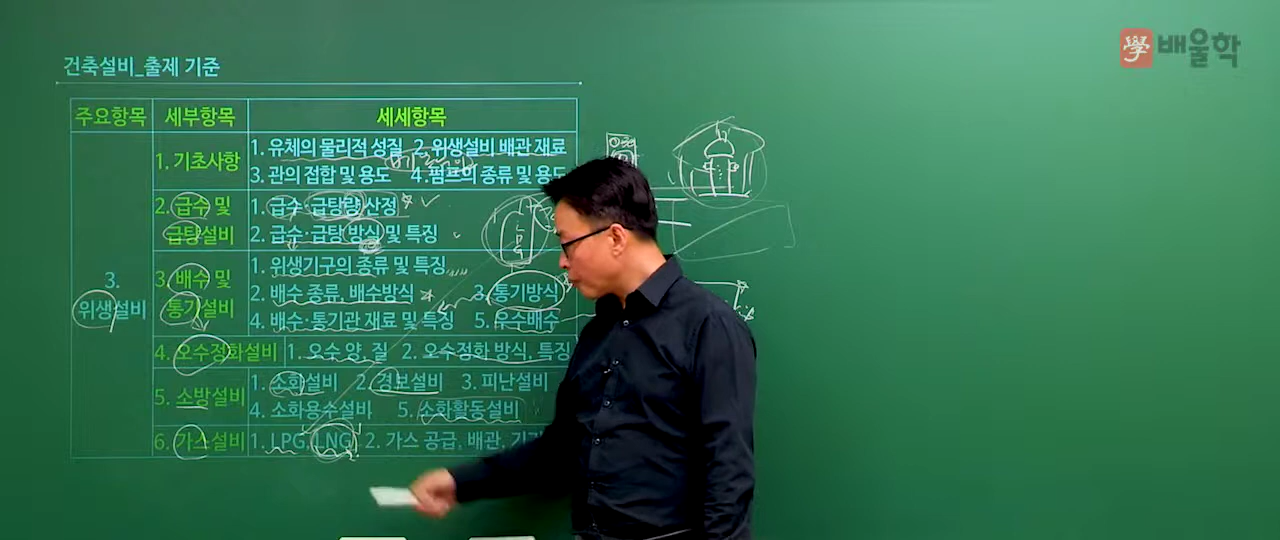 學 배울학
건축설비_출제 기준
주요항목 세부항목 세세항목
3.
위생설비
1. 기초사항
1. 유체의 물리적 성질 2. 위생설비 배관 재료
3. 관의 접합 및 용도 4. 펌프의 종류 및 용도
2. 급수 및
급탕설비
1. 급수·급탕량 산정
2. 급수·급탕 방식 및 특징
3. 배수 및
통기설비
1. 위생기구의 종류 및 특징
2. 배수 종류, 배수방식 3. 통기방식
4. 배수·통기관 재료 및 특징 5. 우수배수
4. 오수정화설비
1. 오수 양, 질 2. 오수정화 방식, 특징
5. 소방설비
1. 소화설비 2. 경보설비 3. 피난설비
4. 소화용수설비 5. 소화활동설비
6. 가스설비
1. LPG, LNG 2. 가스 공급, 배관,
LPG